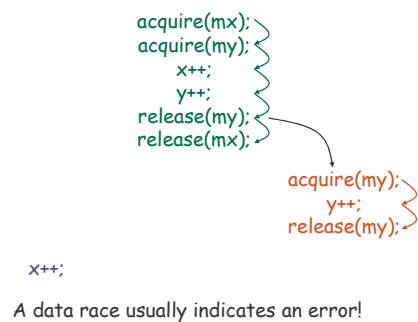 acquire(mx);
acquire(my);
x++;
y++;
release(my);
release(mx);
acquire(my);
y++;
release(my);
x++;
A data race usually indicates an error!